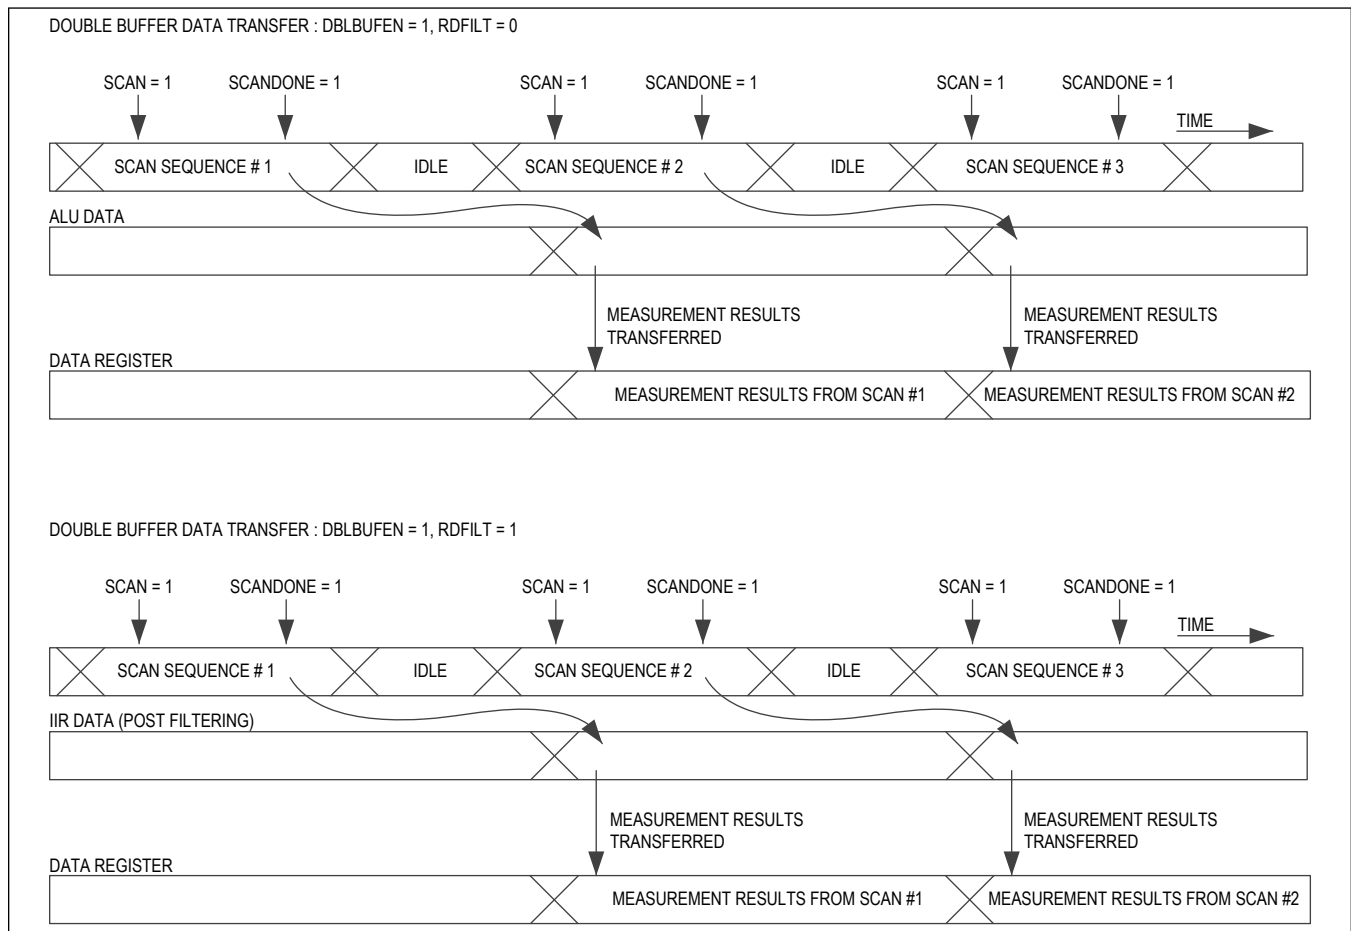 DOUBLE BUFFER DATA TRANSFER : DBLBUFEN = 1, RDFILT = 0
SCAN = 1 SCANDONE = 1 SCAN = 1 SCANDONE = 1 SCAN = 1 SCANDONE = 1
TIME
SCAN SEQUENCE # 1 IDLE SCAN SEQUENCE # 2 IDLE SCAN SEQUENCE # 3
ALU DATA
MEASUREMENT RESULTS MEASUREMENT RESULTS
TRANSFERRED TRANSFERRED
DATA REGISTER
MEASUREMENT RESULTS FROM SCAN #1 MEASUREMENT RESULTS FROM SCAN #2
DOUBLE BUFFER DATA TRANSFER : DBLBUFEN = 1, RDFILT = 1
SCAN = 1 SCANDONE = 1 SCAN = 1 SCANDONE = 1 SCAN = 1 SCANDONE = 1
TIME
SCAN SEQUENCE # 1 IDLE SCAN SEQUENCE # 2 IDLE SCAN SEQUENCE # 3
IIR DATA (POST FILTERING)
MEASUREMENT RESULTS MEASUREMENT RESULTS
TRANSFERRED TRANSFERRED
DATA REGISTER
MEASUREMENT RESULTS FROM SCAN #1 MEASUREMENT RESULTS FROM SCAN #2